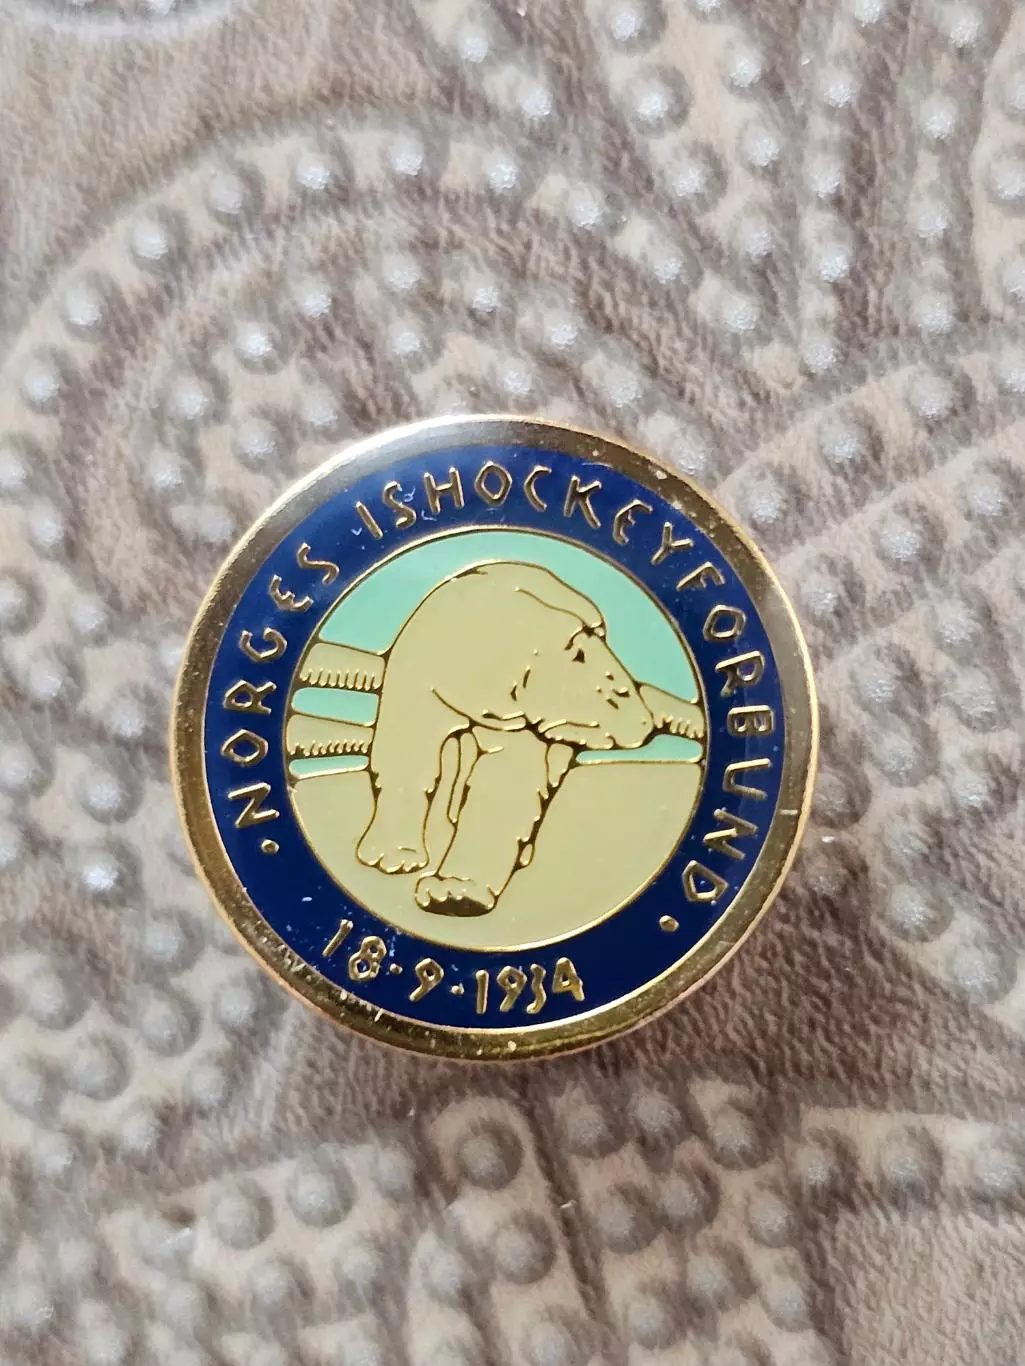 · NORGES ISHOCKEYFORBUND ·
18·9·1934